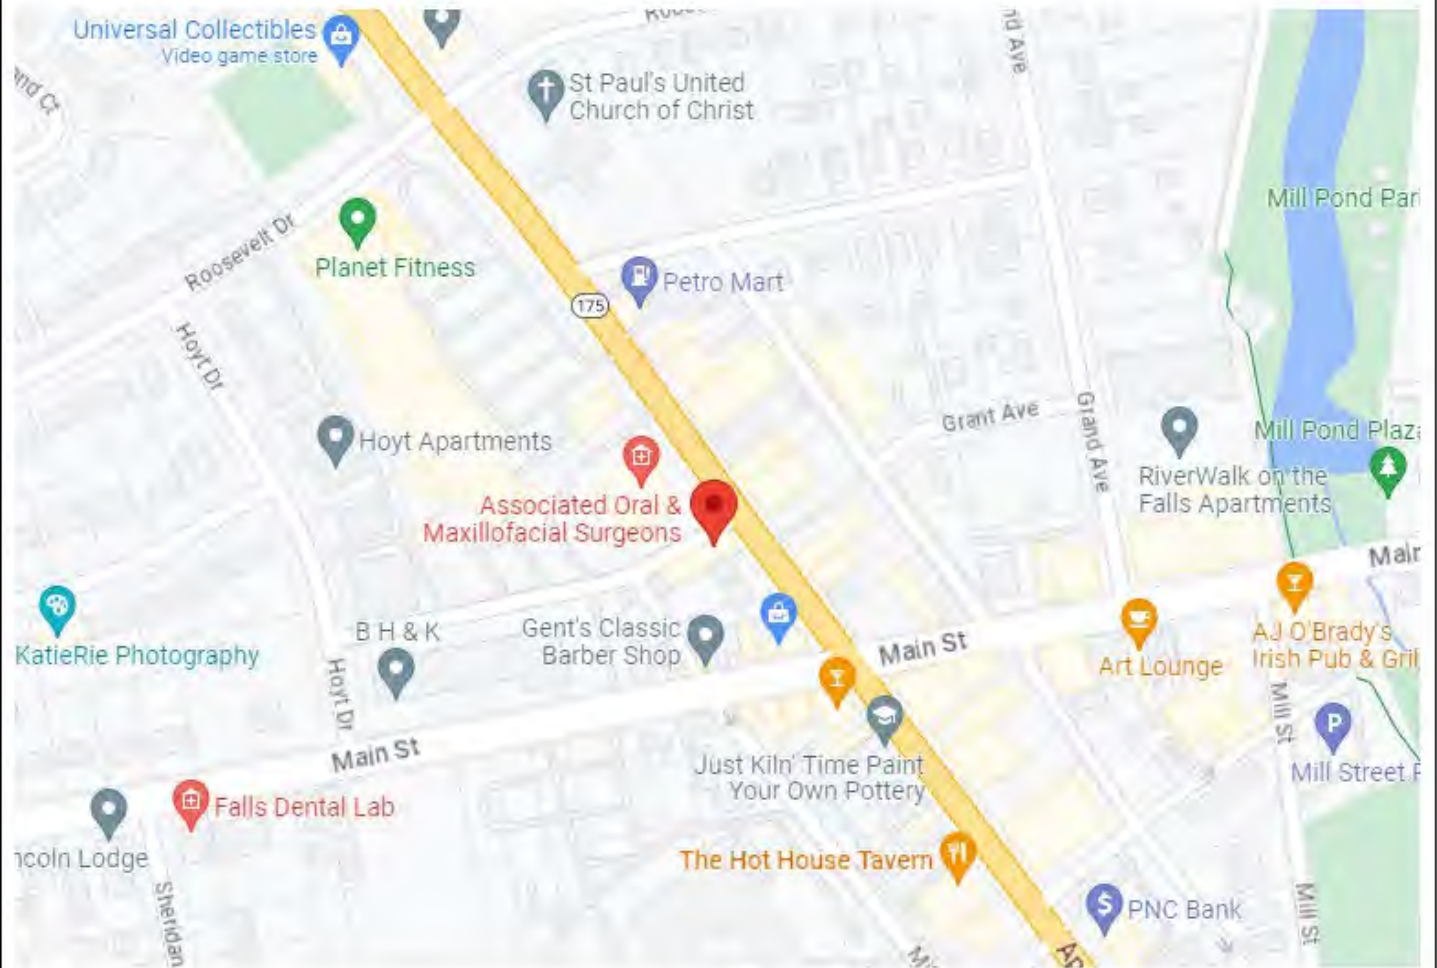 Universal Collectibles
Video game store
nd Ave
St Paul's United
Church of Christ
Mill Pond Par
Roosevelt Dr
Planet Fitness
175
Petro Mart
Hoyt Dr
Grant Ave
Grand Ave
Hoyt Apartments
Mill Pond Plaz
RiverWalk on the
Falls Apartments
Associated Oral &
Maxillofacial Surgeons
Main
KatieRie Photography
B H & K
Gent's Classic
Barber Shop
Main St
Art Lounge
AJ O'Brady's
Irish Pub & Gril
Hoyt Dr
Main St
Mill St
P
Just Kiln' Time Paint
Your Own Pottery
Mill Street P
Falls Dental Lab
ncoln Lodge
The Hot House Tavern
Sheridan
$
PNC Bank
Mill St